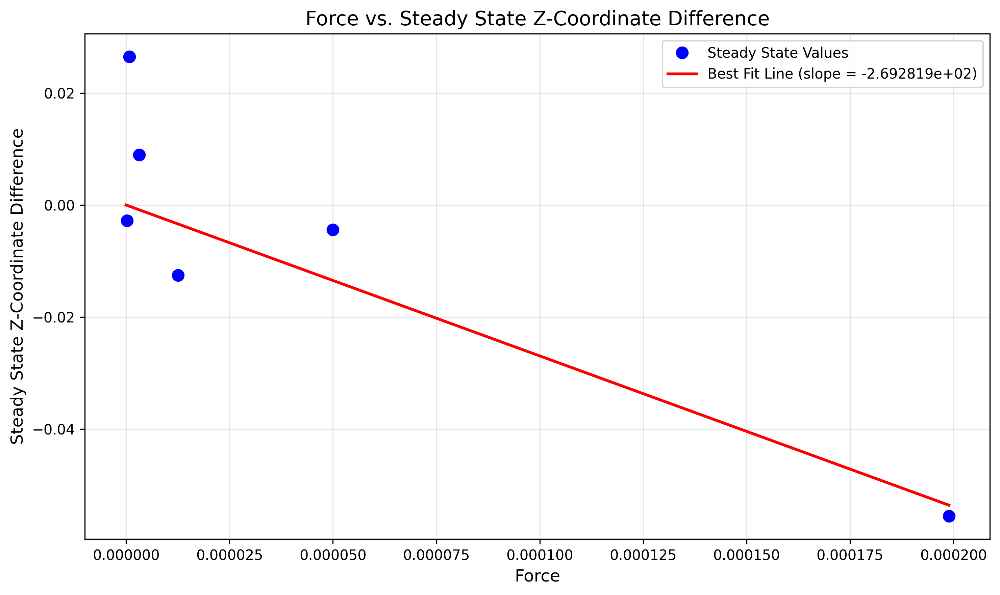 Force vs. Steady State Z-Coordinate Difference
Steady State Values
Best Fit Line (slope = -2.692819e+02)
Steady State Z-Coordinate Difference
0.02
0.00
−0.02
−0.04
0.000000 0.000025 0.000050 0.000075 0.000100 0.000125 0.000150 0.000175 0.000200
Force